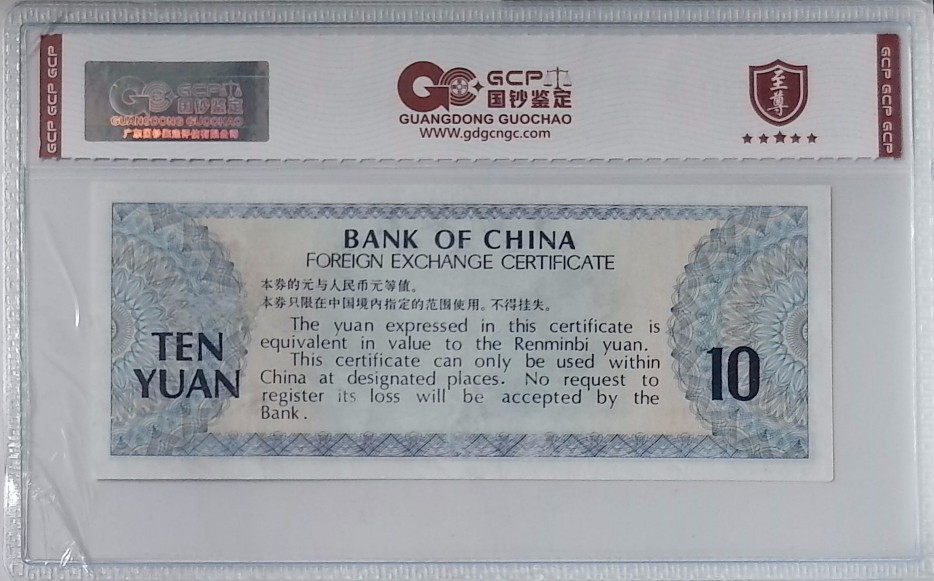 GCP GCP GCP
GCP
国钞鉴定
GUANGDONG GUOCHAO
GCP
国钞鉴定
GUANGDONG GUOCHAO
www.gdgcngc.com
至尊
GCP GCP GCP
BANK OF CHINA
FOREIGN EXCHANGE CERTIFICATE
本券的元与人民币元等值。
本券只限在中国境内指定的范围使用。不得挂失。
The yuan expressed in this certificate is
equivalent in value to the Renminbi yuan.
This certificate can only be used within
China at designated places. No request to
register its loss will be accepted by the
Bank.
TEN
YUAN
10